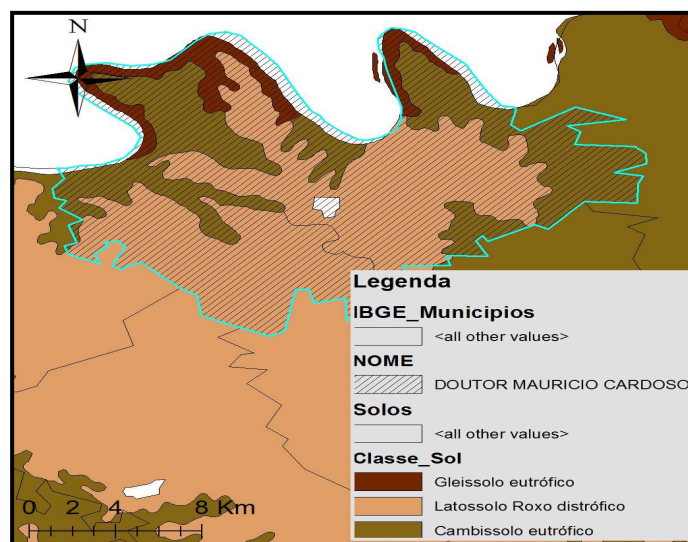 N
Legenda
IBGE_Municipios
<all other values>
NOME
DOUTOR MAURICIO CARDOSO
Solos
<all other values>
Classe_Sol
Gleissolo eutrófico
Latossolo Roxo distrófico
Cambissolo eutrófico
0 2 4 8 Km